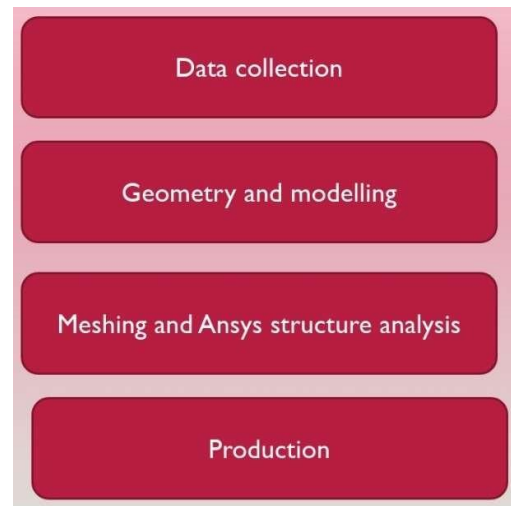 Data collection
Geometry and modelling
Meshing and Ansys structure analysis
Production